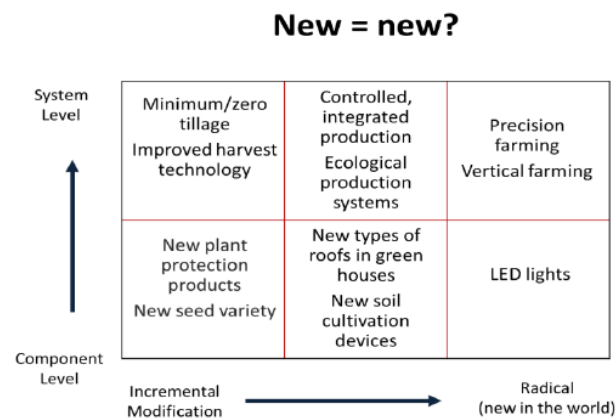 New = new?
System
Level
Minimum/zero
tillage
Improved harvest
technology
Controlled,
integrated
production
Ecological
production
systems
Precision
farming
Vertical farming
New plant
protection
products
New seed variety
New types of
roofs in green
houses
New soil
cultivation
devices
LED lights
Component
Level
Incremental
Modification
Radical
(new in the world)